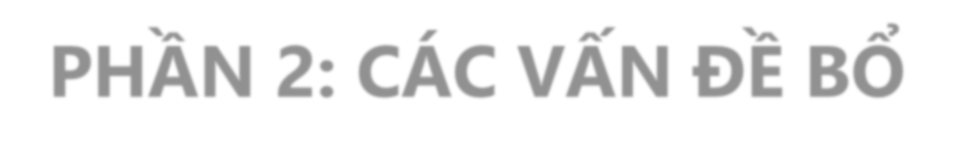 PHẦN 2: CÁC VẤN ĐỀ BỔ